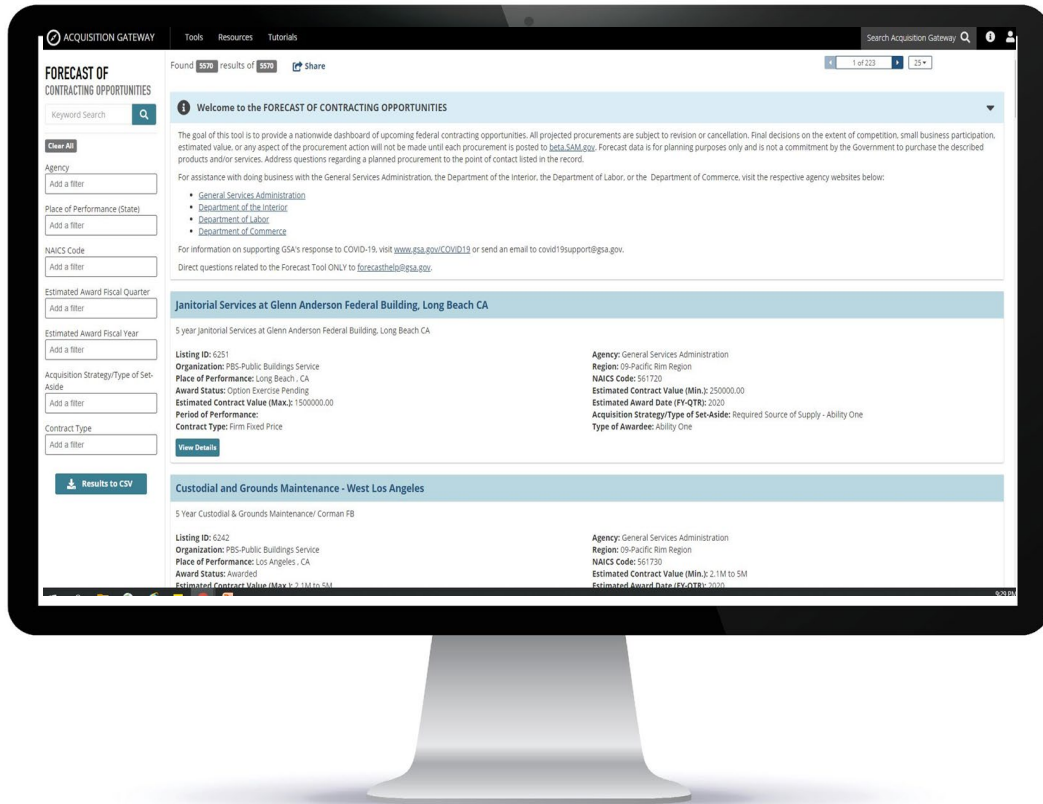 ACQUISITION GATEWAY Tools Resources Tutorials Search Acquisition Gateway
FORECAST OF
CONTRACTING OPPORTUNITIES
Keyword Search
Clear All
Agency
Add a filter
Place of Performance (State)
Add a filter
NAICS Code
Add a filter
Estimated Award Fiscal Quarter
Add a filter
Estimated Award Fiscal Year
Add a filter
Acquisition Strategy/Type of Set-
Aside
Add a filter
Contract Type
Add a filter
Results to CSV
Found 5570 results of 5570 Share 1 of 223 25
Welcome to the FORECAST OF CONTRACTING OPPORTUNITIES
The goal of this tool is to provide a nationwide dashboard of upcoming federal contracting opportunities. All projected procurements are subject to revision or cancellation. Final decisions on the extent of competition, small business participation,
estimated value, or any aspect of the procurement action will not be made until each procurement is posted to beta.SAM.gov. Forecast data is for planning purposes only and is not a commitment by the Government to purchase the described
products and/or services. Address questions regarding a planned procurement to the point of contact listed in the record.
For assistance with doing business with the General Services Administration, the Department of the Interior, the Department of Labor, or the Department of Commerce, visit the respective agency websites below:
• General Services Administration
• Department of the Interior
• Department of Labor
• Department of Commerce
For information on supporting GSA's response to COVID-19, visit www.gsa.gov/COVID19 or send an email to covid19support@gsa.gov.
Direct questions related to the Forecast Tool ONLY to forecasthelp@gsa.gov.
Janitorial Services at Glenn Anderson Federal Building, Long Beach CA
5 year Janitorial Services at Glenn Anderson Federal Building, Long Beach CA
Listing ID: 6251
Organization: PBS-Public Buildings Service
Place of Performance: Long Beach , CA
Award Status: Option Exercise Pending
Estimated Contract Value (Max.): 1500000.00
Period of Performance:
Contract Type: Firm Fixed Price
Agency: General Services Administration
Region: 09-Pacific Rim Region
NAICS Code: 561720
Estimated Contract Value (Min.): 250000.00
Estimated Award Date (FY-QTR): 2020
Acquisition Strategy/Type of Set-Aside: Required Source of Supply - Ability One
Type of Awardee: Ability One
View Details
Custodial and Grounds Maintenance - West Los Angeles
5 Year Custodial & Grounds Maintenance/ Corman FB
Listing ID: 6242
Organization: PBS-Public Buildings Service
Place of Performance: Los Angeles , CA
Award Status: Awarded
Estimated Contract Value (Max.): 2.1M to 5M
Agency: General Services Administration
Region: 09-Pacific Rim Region
NAICS Code: 561730
Estimated Contract Value (Min.): 2.1M to 5M
Estimated Award Date (FY-QTR): 2020
9:29 PM